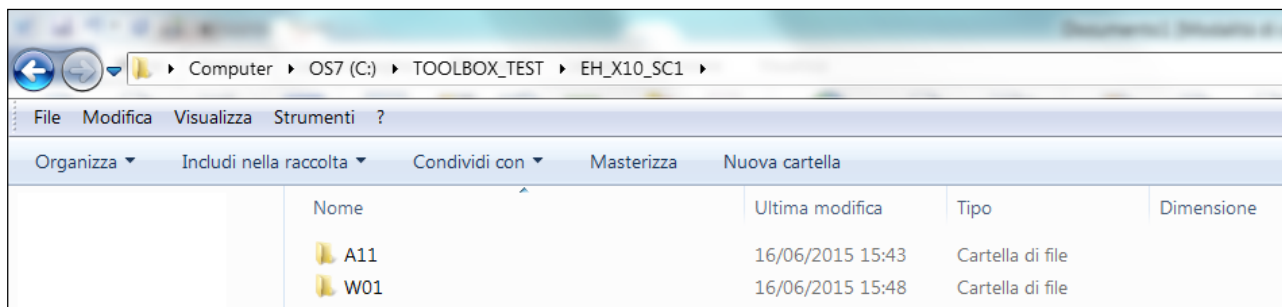 Computer ▸ OS7 (C:) ▸ TOOLBOX_TEST ▸ EH_X10_SC1 ▸
File Modifica Visualizza Strumenti ?
Organizza ▾ Includi nella raccolta ▾ Condividi con ▾ Masterizza Nuova cartella
Nome Ultima modifica Tipo Dimensione
A11 16/06/2015 15:43 Cartella di file
W01 16/06/2015 15:48 Cartella di file